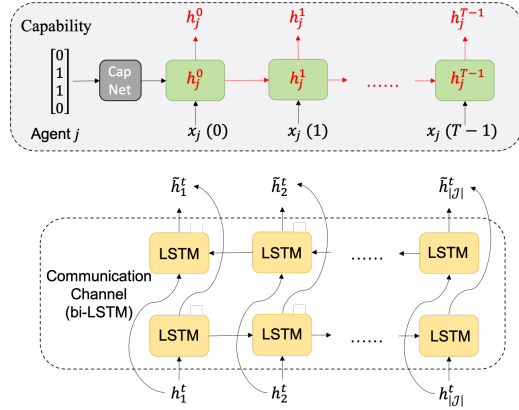 Capability
[0 1 1 0]
Cap
Net
Agent j
h_j^0 h_j^1 h_j^{T-1}
h_j^0 h_j^1 ...... h_j^{T-1}
x_j (0) x_j (1) x_j (T − 1)
h̃_1^t h̃_2^t h̃_{|𝒥|}^t
LSTM LSTM ...... LSTM
Communication
Channel
(bi-LSTM)
LSTM LSTM ...... LSTM
h_1^t h_2^t h_{|𝒥|}^t